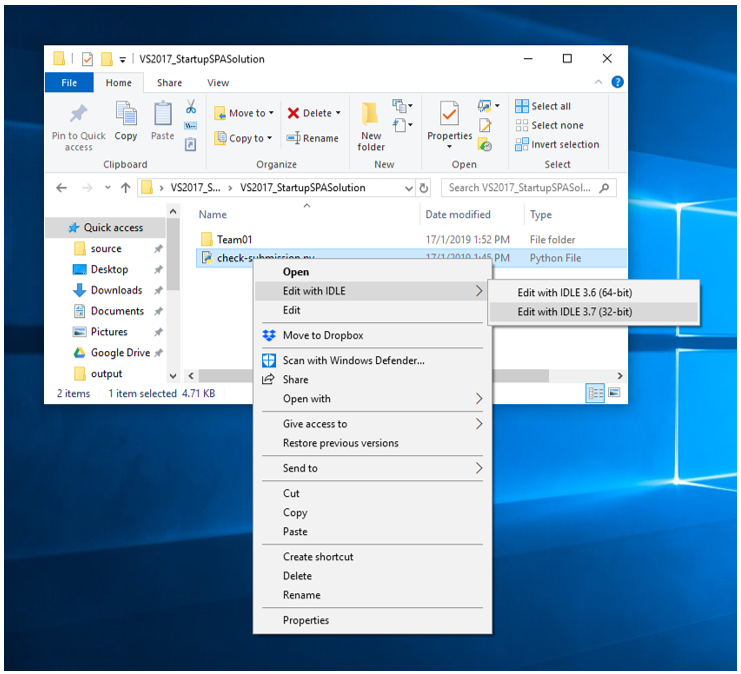 VS2017_StartupSPASolution
File Home Share View
Pin to Quick access
Copy
Paste
Clipboard
Move to
Copy to
Delete
Rename
Organize
New folder
New
Properties
Open
Select all
Select none
Invert selection
Select
VS2017_S... > VS2017_StartupSPASolution
Search VS2017_StartupSPASol...
Quick access
source
Desktop
Downloads
Documents
Pictures
Google Drive
output
Name Date modified Type
Team01 17/1/2019 1:52 PM File folder
check-submission.py 17/1/2019 1:45 PM Python File
2 items 1 item selected 4.71 KB
Open
Edit with IDLE
Edit
Move to Dropbox
Scan with Windows Defender...
Share
Open with
Give access to
Restore previous versions
Send to
Cut
Copy
Paste
Create shortcut
Delete
Rename
Properties
Edit with IDLE 3.6 (64-bit)
Edit with IDLE 3.7 (32-bit)